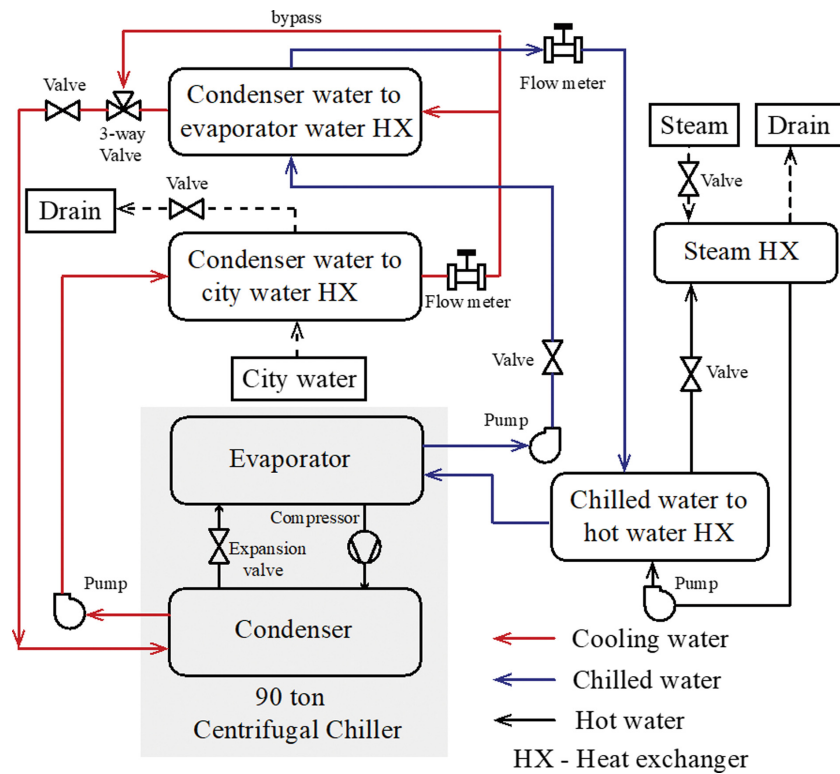 bypass
Valve
3-way
Valve
Condenser water to
evaporator water HX
Flow meter
Steam
Drain
Valve
Steam HX
Drain
Valve
Condenser water to
city water HX
Flow meter
City water
Valve
Valve
Pump
Evaporator
Compressor
Expansion
valve
Chilled water to
hot water HX
Pump
Pump
Condenser
90 ton
Centrifugal Chiller
Cooling water
Chilled water
Hot water
HX - Heat exchanger